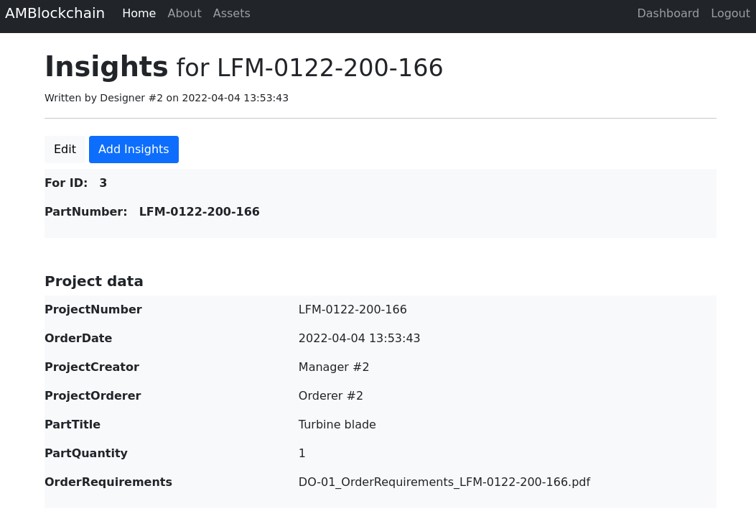 AMBlockchain Home About Assets Dashboard Logout
Insights for LFM-0122-200-166
Written by Designer #2 on 2022-04-04 13:53:43
Edit Add Insights
For ID: 3
PartNumber: LFM-0122-200-166
Project data
ProjectNumber LFM-0122-200-166
OrderDate 2022-04-04 13:53:43
ProjectCreator Manager #2
ProjectOrderer Orderer #2
PartTitle Turbine blade
PartQuantity 1
OrderRequirements DO-01_OrderRequirements_LFM-0122-200-166.pdf